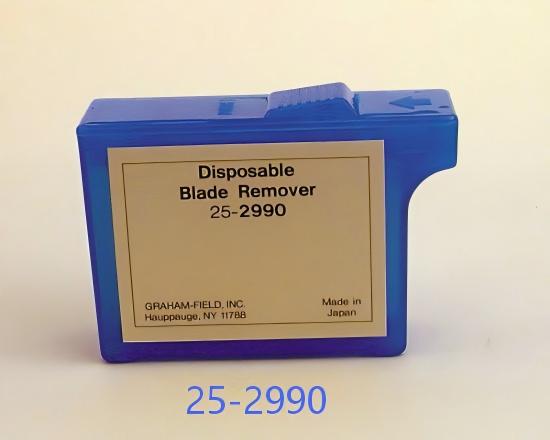 Disposable
Blade Remover
25-2990
GRAHAM-FIELD, INC.
Hauppauge, NY 11788
Made in
Japan
25-2990